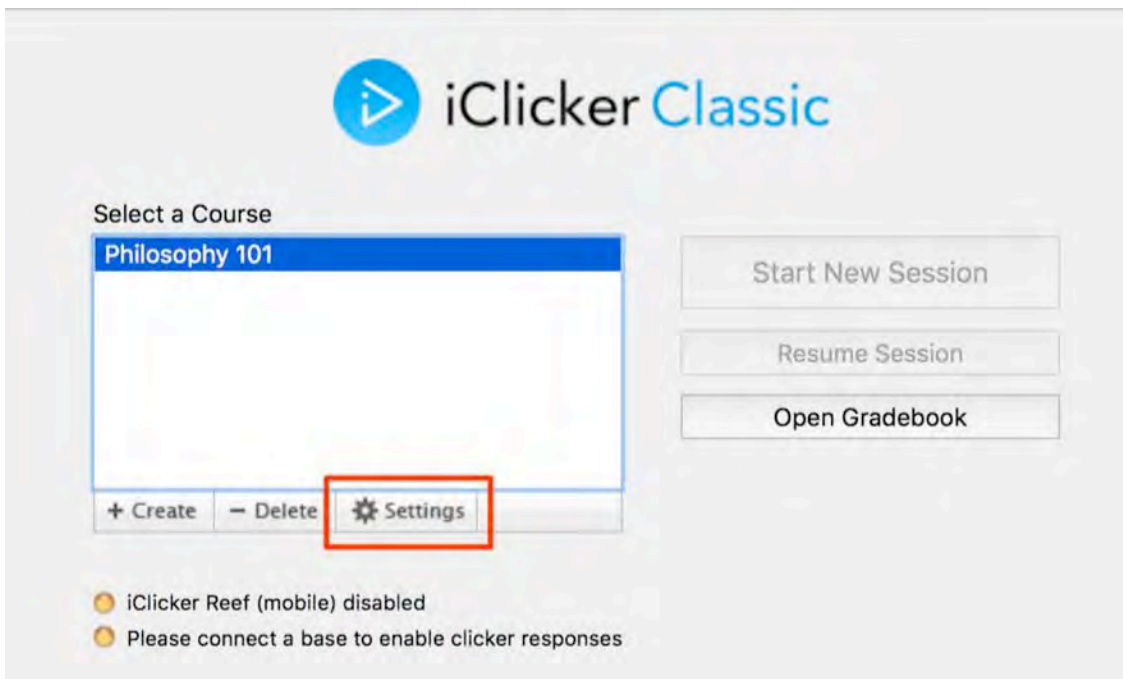 iClicker Classic
Select a Course
Philosophy 101
Start New Session
Resume Session
Open Gradebook
+ Create
− Delete
Settings
iClicker Reef (mobile) disabled
Please connect a base to enable clicker responses